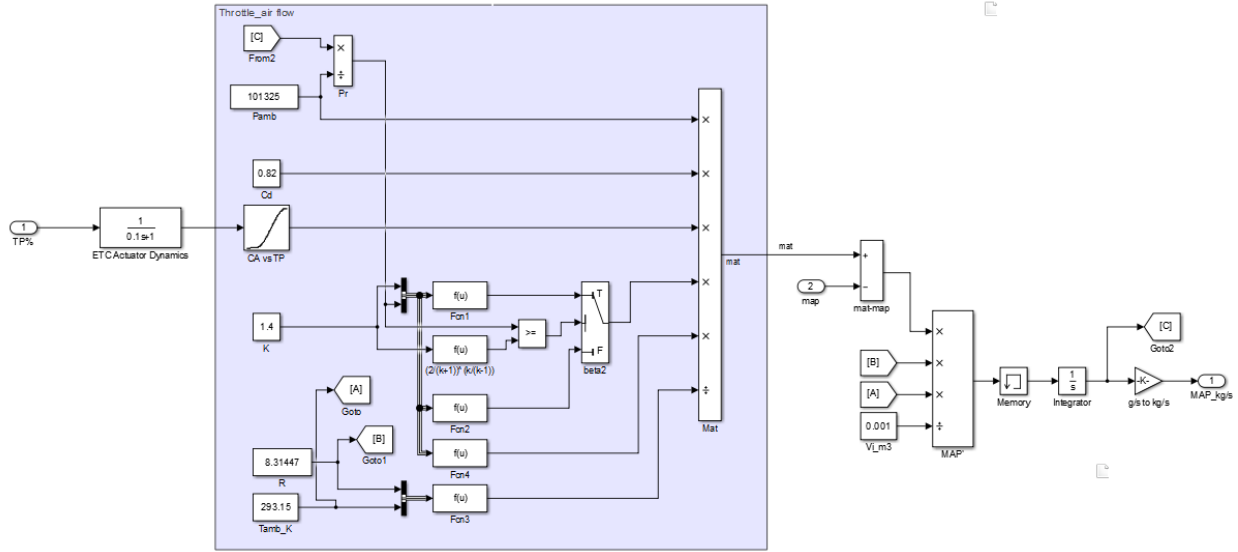 Throttle_air flow
[C]
From2
×
÷
Pr
101325
Pamb
×
0.82
Cd
×
1
TP%
1
0.1s+1
ETC Actuator Dynamics
CA vs TP
×
mat
mat
1.4
K
f(u)
Fcn1
f(u)
(2/(k+1))^(k/(k-1))
>=
T
F
beta2
×
×
÷
Mat
[A]
Goto
[B]
Goto1
f(u)
Fcn2
f(u)
Fcn4
f(u)
Fcn3
8.31447
R
293.15
Tamb_K
2
map
+
−
mat-map
[B]
[A]
0.001
Vi_m3
×
×
×
÷
MAP'
Memory
1
s
Integrator
[C]
Goto2
-K-
g/s to kg/s
1
MAP_kg/s